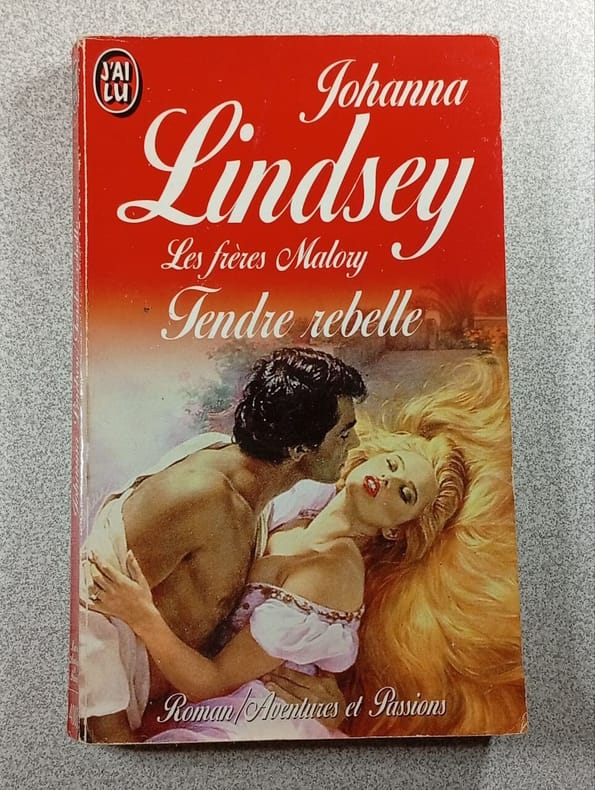 J'AI
LU
Johanna
Lindsey
Les frères Malory
Tendre rebelle
Roman/Aventures et Passions